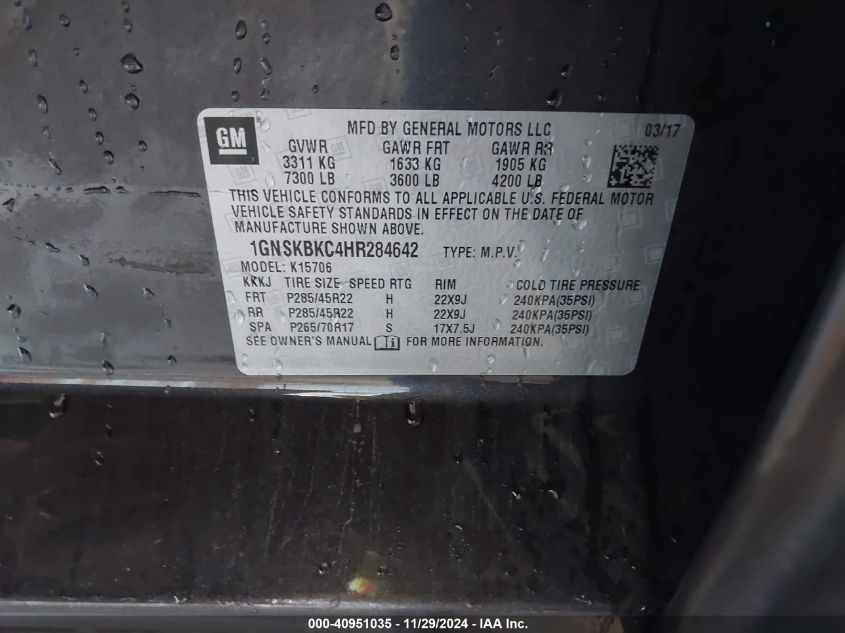 GM
MFD BY GENERAL MOTORS LLC 03/17
GVWR GAWR FRT GAWR RR
3311 KG 1633 KG 1905 KG
7300 LB 3600 LB 4200 LB
THIS VEHICLE CONFORMS TO ALL APPLICABLE U.S. FEDERAL MOTOR
VEHICLE SAFETY STANDARDS IN EFFECT ON THE DATE OF
MANUFACTURE SHOWN ABOVE.
1GNSKBKC4HR284642 TYPE: M.P.V.
MODEL: K15706
KKKJ TIRE SIZE SPEED RTG RIM COLD TIRE PRESSURE
FRT P285/45R22 H 22X9J 240KPA(35PSI)
RR P285/45R22 H 22X9J 240KPA(35PSI)
SPA P265/70R17 S 17X7.5J 240KPA(35PSI)
SEE OWNER'S MANUAL i FOR MORE INFORMATION.
000-40951035 - 11/29/2024 - IAA Inc.